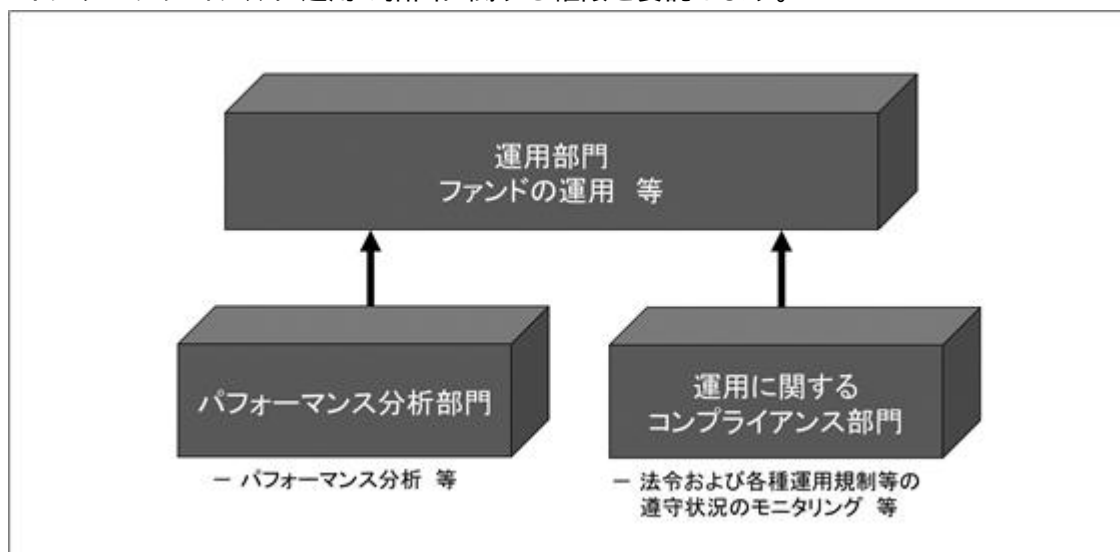 運用部門
ファンドの運用 等
パフォーマンス分析部門
運用に関する
コンプライアンス部門
－ パフォーマンス分析 等
－ 法令および各種運用規制等の
遵守状況のモニタリング 等